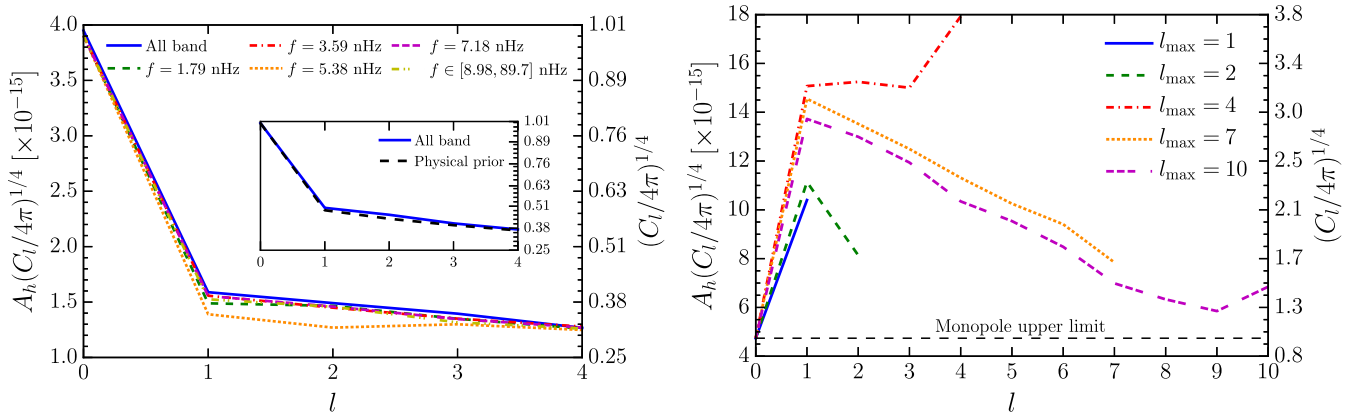 4.0
3.5
3.0
2.5
2.0
1.5
1.0
A_h(C_l/4π)^{1/4} [×10^{−15}]
0 1 2 3 4
l
1.01
0.89
0.76
0.63
0.51
0.38
0.25
(C_l/4π)^{1/4}
All band
f = 1.79 nHz
f = 3.59 nHz
f = 5.38 nHz
f = 7.18 nHz
f ∈ [8.98, 89.7] nHz
All band
Physical prior
1.01
0.89
0.76
0.63
0.51
0.38
0.25
0 1 2 3 4
18
16
14
12
10
8
6
4
A_h(C_l/4π)^{1/4} [×10^{−15}]
l_max = 1
l_max = 2
l_max = 4
l_max = 7
l_max = 10
Monopole upper limit
0 1 2 3 4 5 6 7 8 9 10
l
3.8
3.4
3.0
2.5
2.1
1.7
1.3
0.8
(C_l/4π)^{1/4}